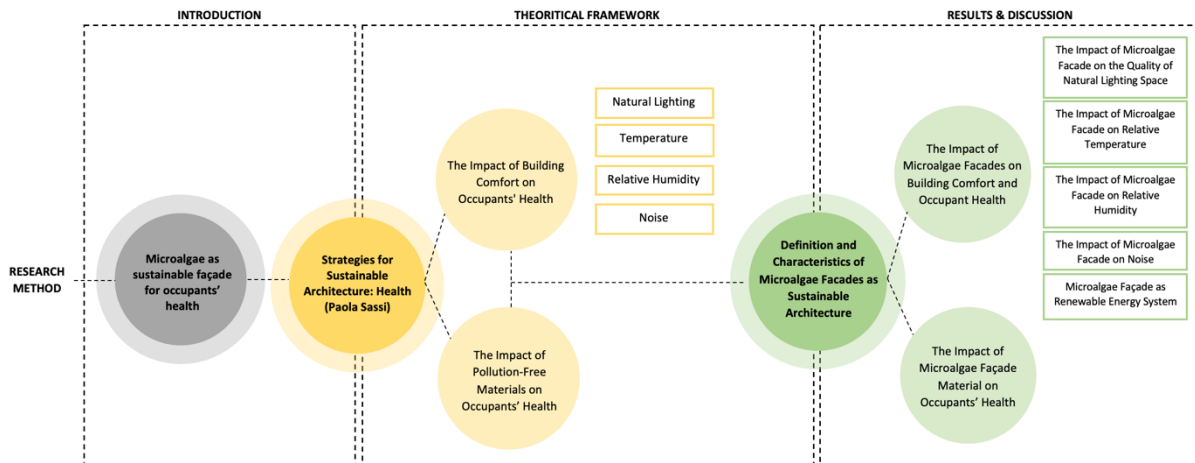 INTRODUCTION
THEORITICAL FRAMEWORK
RESULTS & DISCUSSION
RESEARCH
METHOD
Microalgae as
sustainable façade
for occupants'
health
Strategies for
Sustainable
Architecture: Health
(Paola Sassi)
The Impact of Building
Comfort on
Occupants' Health
The Impact of
Pollution-Free
Materials on
Occupants' Health
Natural Lighting
Temperature
Relative Humidity
Noise
Definition and
Characteristics of
Microalgae Facades as
Sustainable
Architecture
The Impact of
Microalgae Facades on
Building Comfort and
Occupant Health
The Impact of
Microalgae Façade
Material on
Occupants' Health
The Impact of Microalgae
Facade on the Quality of
Natural Lighting Space
The Impact of Microalgae
Facade on Relative
Temperature
The Impact of Microalgae
Facade on Relative
Humidity
The Impact of Microalgae
Facade on Noise
Microalgae Façade as
Renewable Energy System